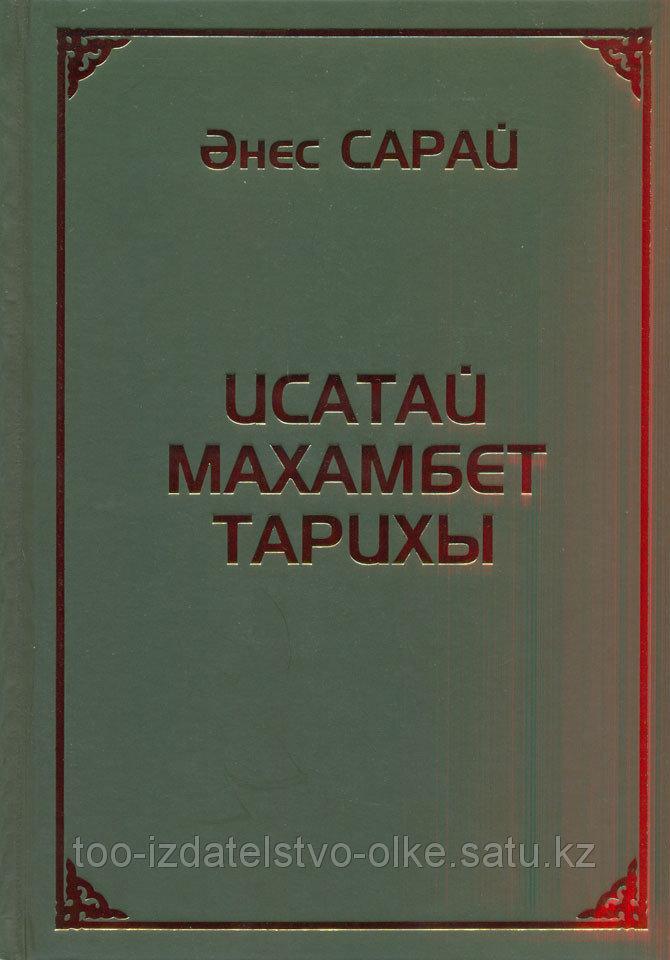 Әнес САРАЙ
ИСАТАЙ
МАХАМБЕТ
ТАРИХЫ
too-izdatelstvo-olke.satu.kz